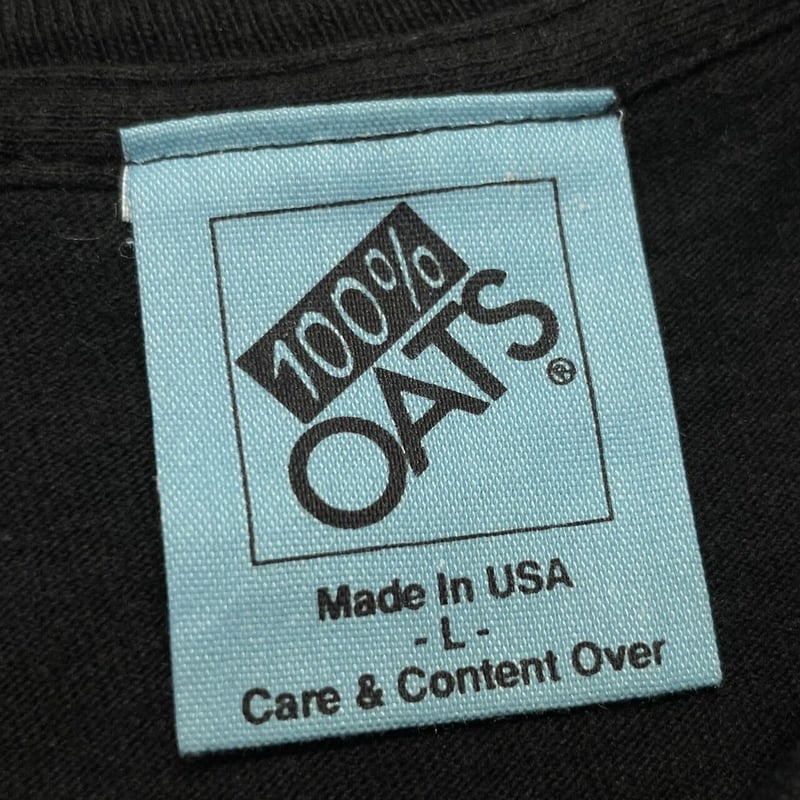 100%
OATS®
Made In USA
- L -
Care & Content Over